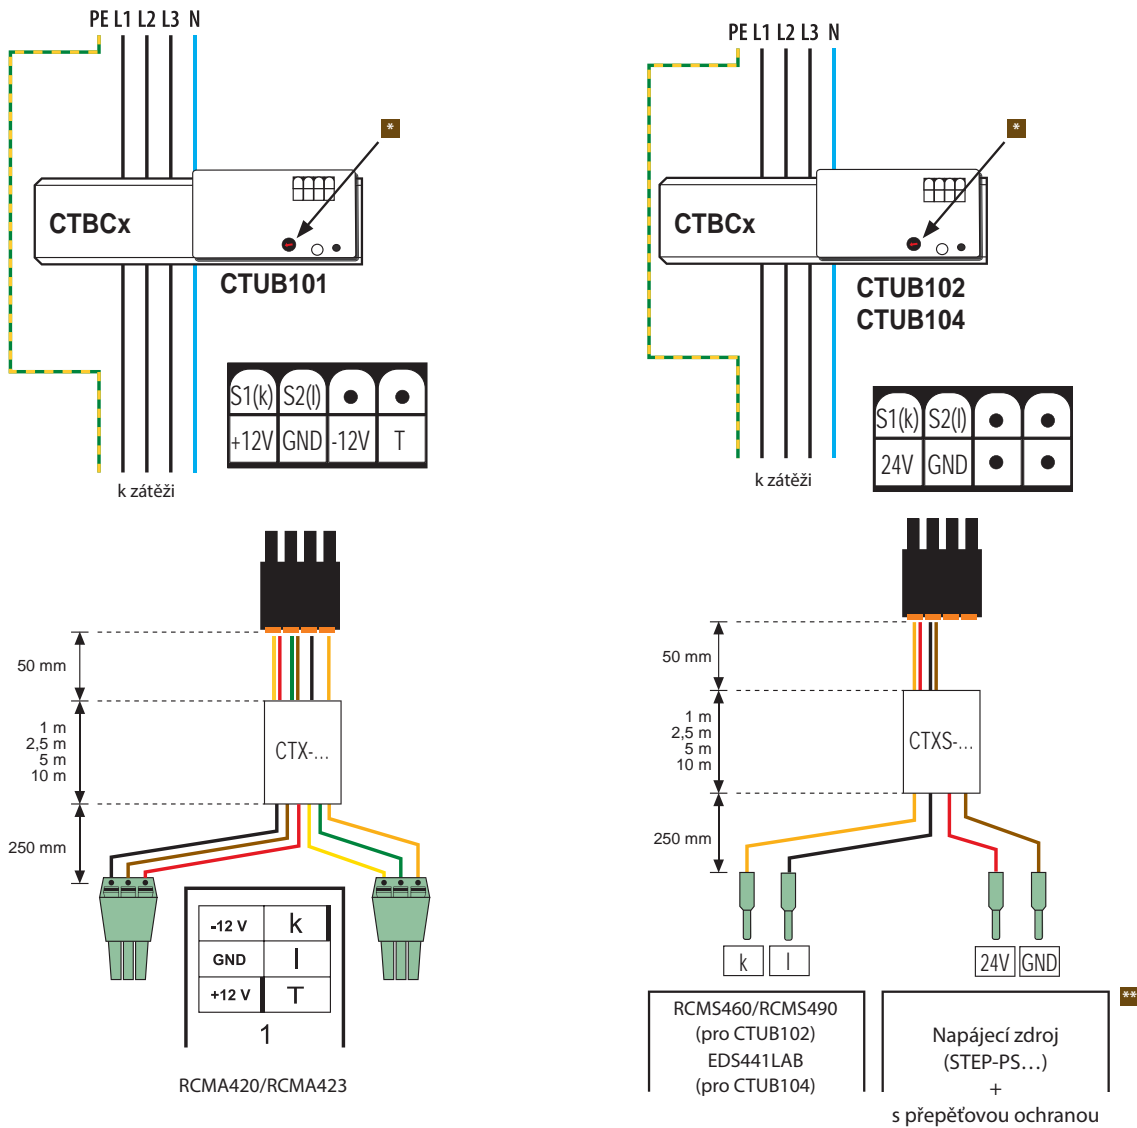 PE L1 L2 L3 N
*
CTBCx
CTUB101
S1(k) S2(l)
+12V GND -12V T
k zátěži
50 mm
1 m
2,5 m
5 m
10 m
CTX-...
250 mm
-12 V k
GND l
+12 V T
1
RCMA420/RCMA423
PE L1 L2 L3 N
*
CTBCx
CTUB102
CTUB104
S1(k) S2(l)
24V GND
k zátěži
50 mm
1 m
2,5 m
5 m
10 m
CTXS-...
250 mm
k l 24V GND
RCMS460/RCMS490
(pro CTUB102)
EDS441LAB
(pro CTUB104)
**
Napájecí zdroj
(STEP-PS...)
+
s přepěťovou ochranou